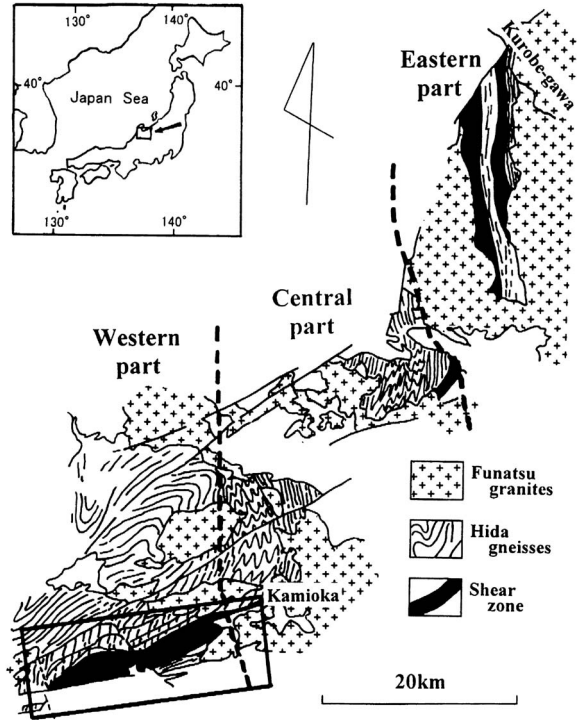 130°
140°
40°
40°
Japan Sea
130°
140°
Eastern
part
Kurobe-gawa
Central
part
Western
part
Funatsu
granites
Hida
gneisses
Shear
zone
Kamioka
20km